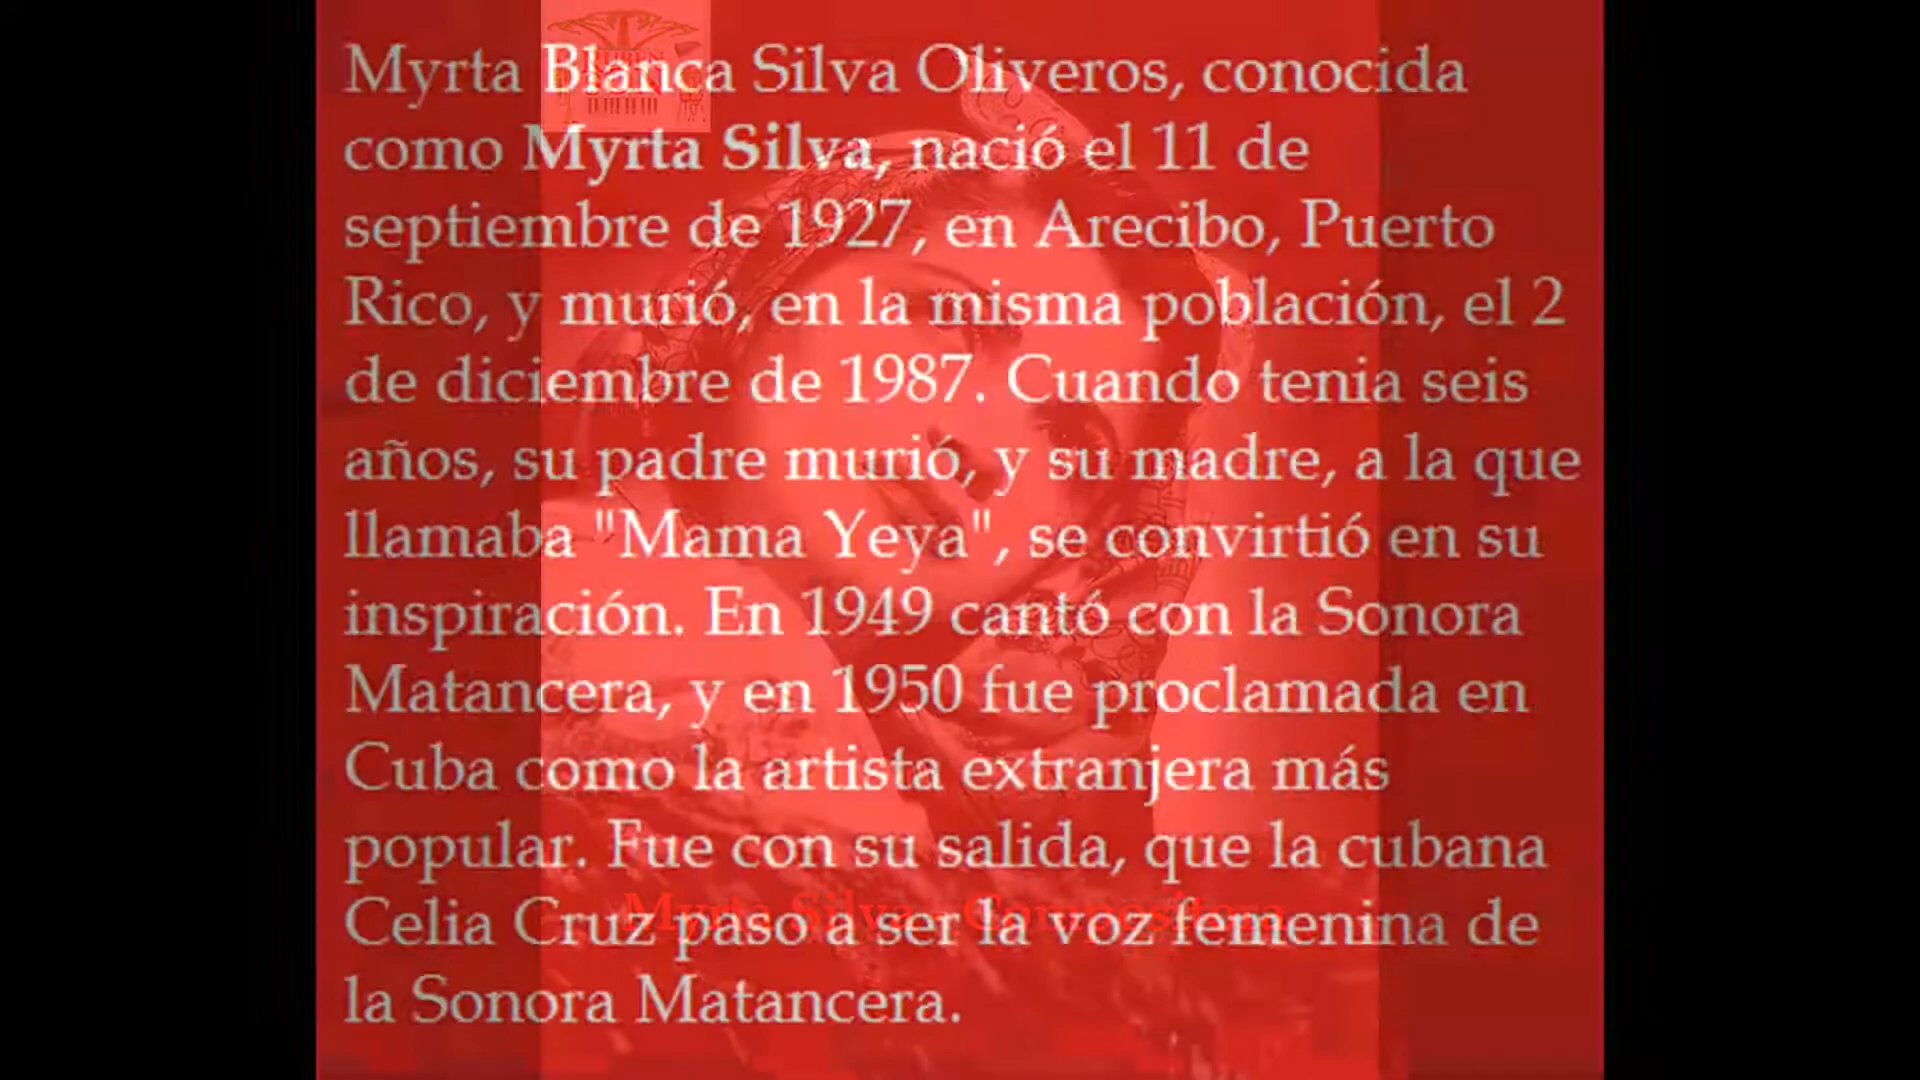 Myrta Blanca Silva Oliveros, conocida
como Myrta Silva, nació el 11 de
septiembre de 1927, en Arecibo, Puerto
Rico, y murió, en la misma población, el 2
de diciembre de 1987. Cuando tenia seis
años, su padre murió, y su madre, a la que
llamaba "Mama Yeya", se convirtió en su
inspiración. En 1949 cantó con la Sonora
Matancera, y en 1950 fue proclamada en
Cuba como la artista extranjera más
popular. Fue con su salida, que la cubana
Myrta Silva - Compositora
Celia Cruz paso a ser la voz femenina de
la Sonora Matancera.